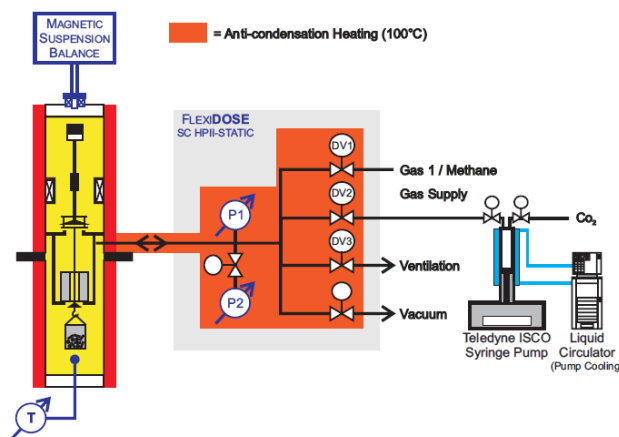 MAGNETIC
SUSPENSION
BALANCE
= Anti-condensation Heating (100°C)
FLEXIDOSE
SC HPII-STATIC
DV1
Gas 1 / Methane
DV2
Gas Supply
P1
Co₂
DV3
Ventilation
P2
Vacuum
Teledyne ISCO
Syringe Pump
Liquid
Circulator
(Pump Cooling)
T